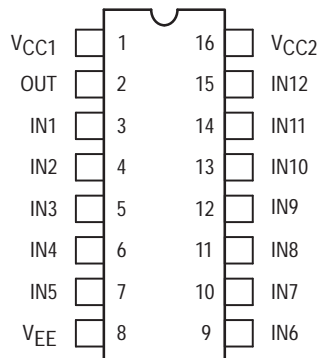 VCC1 1 16 VCC2
OUT 2 15 IN12
IN1 3 14 IN11
IN2 4 13 IN10
IN3 5 12 IN9
IN4 6 11 IN8
IN5 7 10 IN7
VEE 8 9 IN6